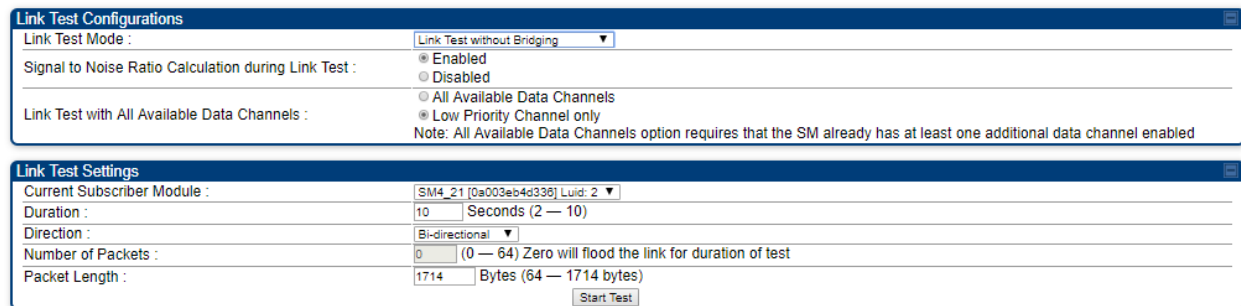 Link Test Configurations
Link Test Mode : Link Test without Bridging
Signal to Noise Ratio Calculation during Link Test : Enabled
Disabled
Link Test with All Available Data Channels : All Available Data Channels
Low Priority Channel only
Note: All Available Data Channels option requires that the SM already has at least one additional data channel enabled
Link Test Settings
Current Subscriber Module : SM4_21 [0a003eb4d336] Luid: 2
Duration : 10 Seconds (2 — 10)
Direction : Bi-directional
Number of Packets : 0 (0 — 64) Zero will flood the link for duration of test
Packet Length : 1714 Bytes (64 — 1714 bytes)
Start Test